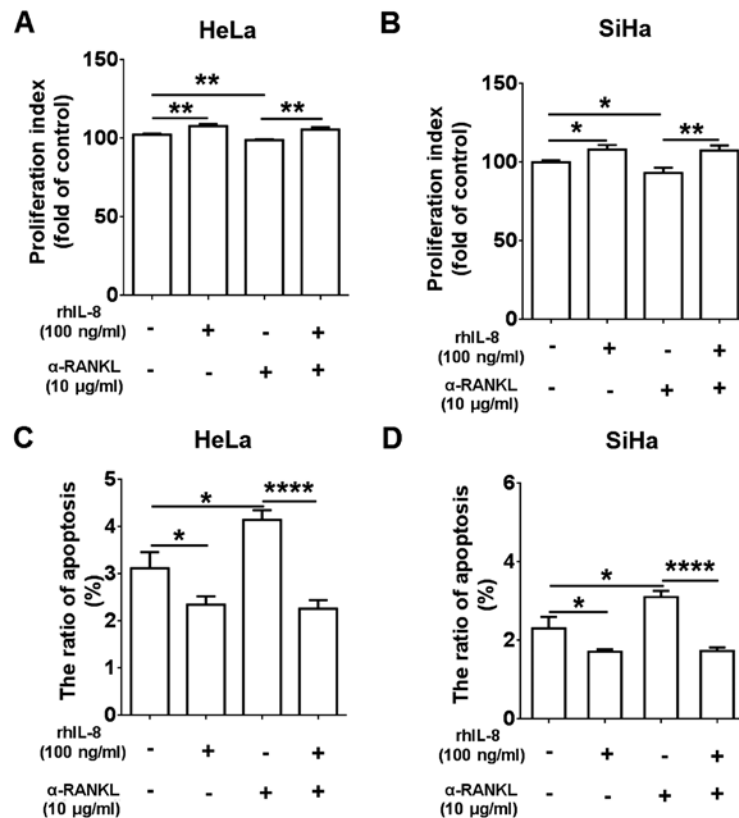 A
HeLa
Proliferation index
(fold of control)
150
100
50
0
**
**
**
rhIL-8
(100 ng/ml)
- + - +
α-RANKL
(10 µg/ml)
- - + +
B
SiHa
Proliferation index
(fold of control)
150
100
50
0
*
*
**
rhIL-8
(100 ng/ml)
- + - +
α-RANKL
(10 µg/ml)
- - + +
C
HeLa
The ratio of apoptosis
(%)
5
4
3
2
1
0
*
*
****
rhIL-8
(100 ng/ml)
- + - +
α-RANKL
(10 µg/ml)
- - + +
D
SiHa
The ratio of apoptosis
(%)
6
4
2
0
*
*
****
rhIL-8
(100 ng/ml)
- + - +
α-RANKL
(10 µg/ml)
- - + +